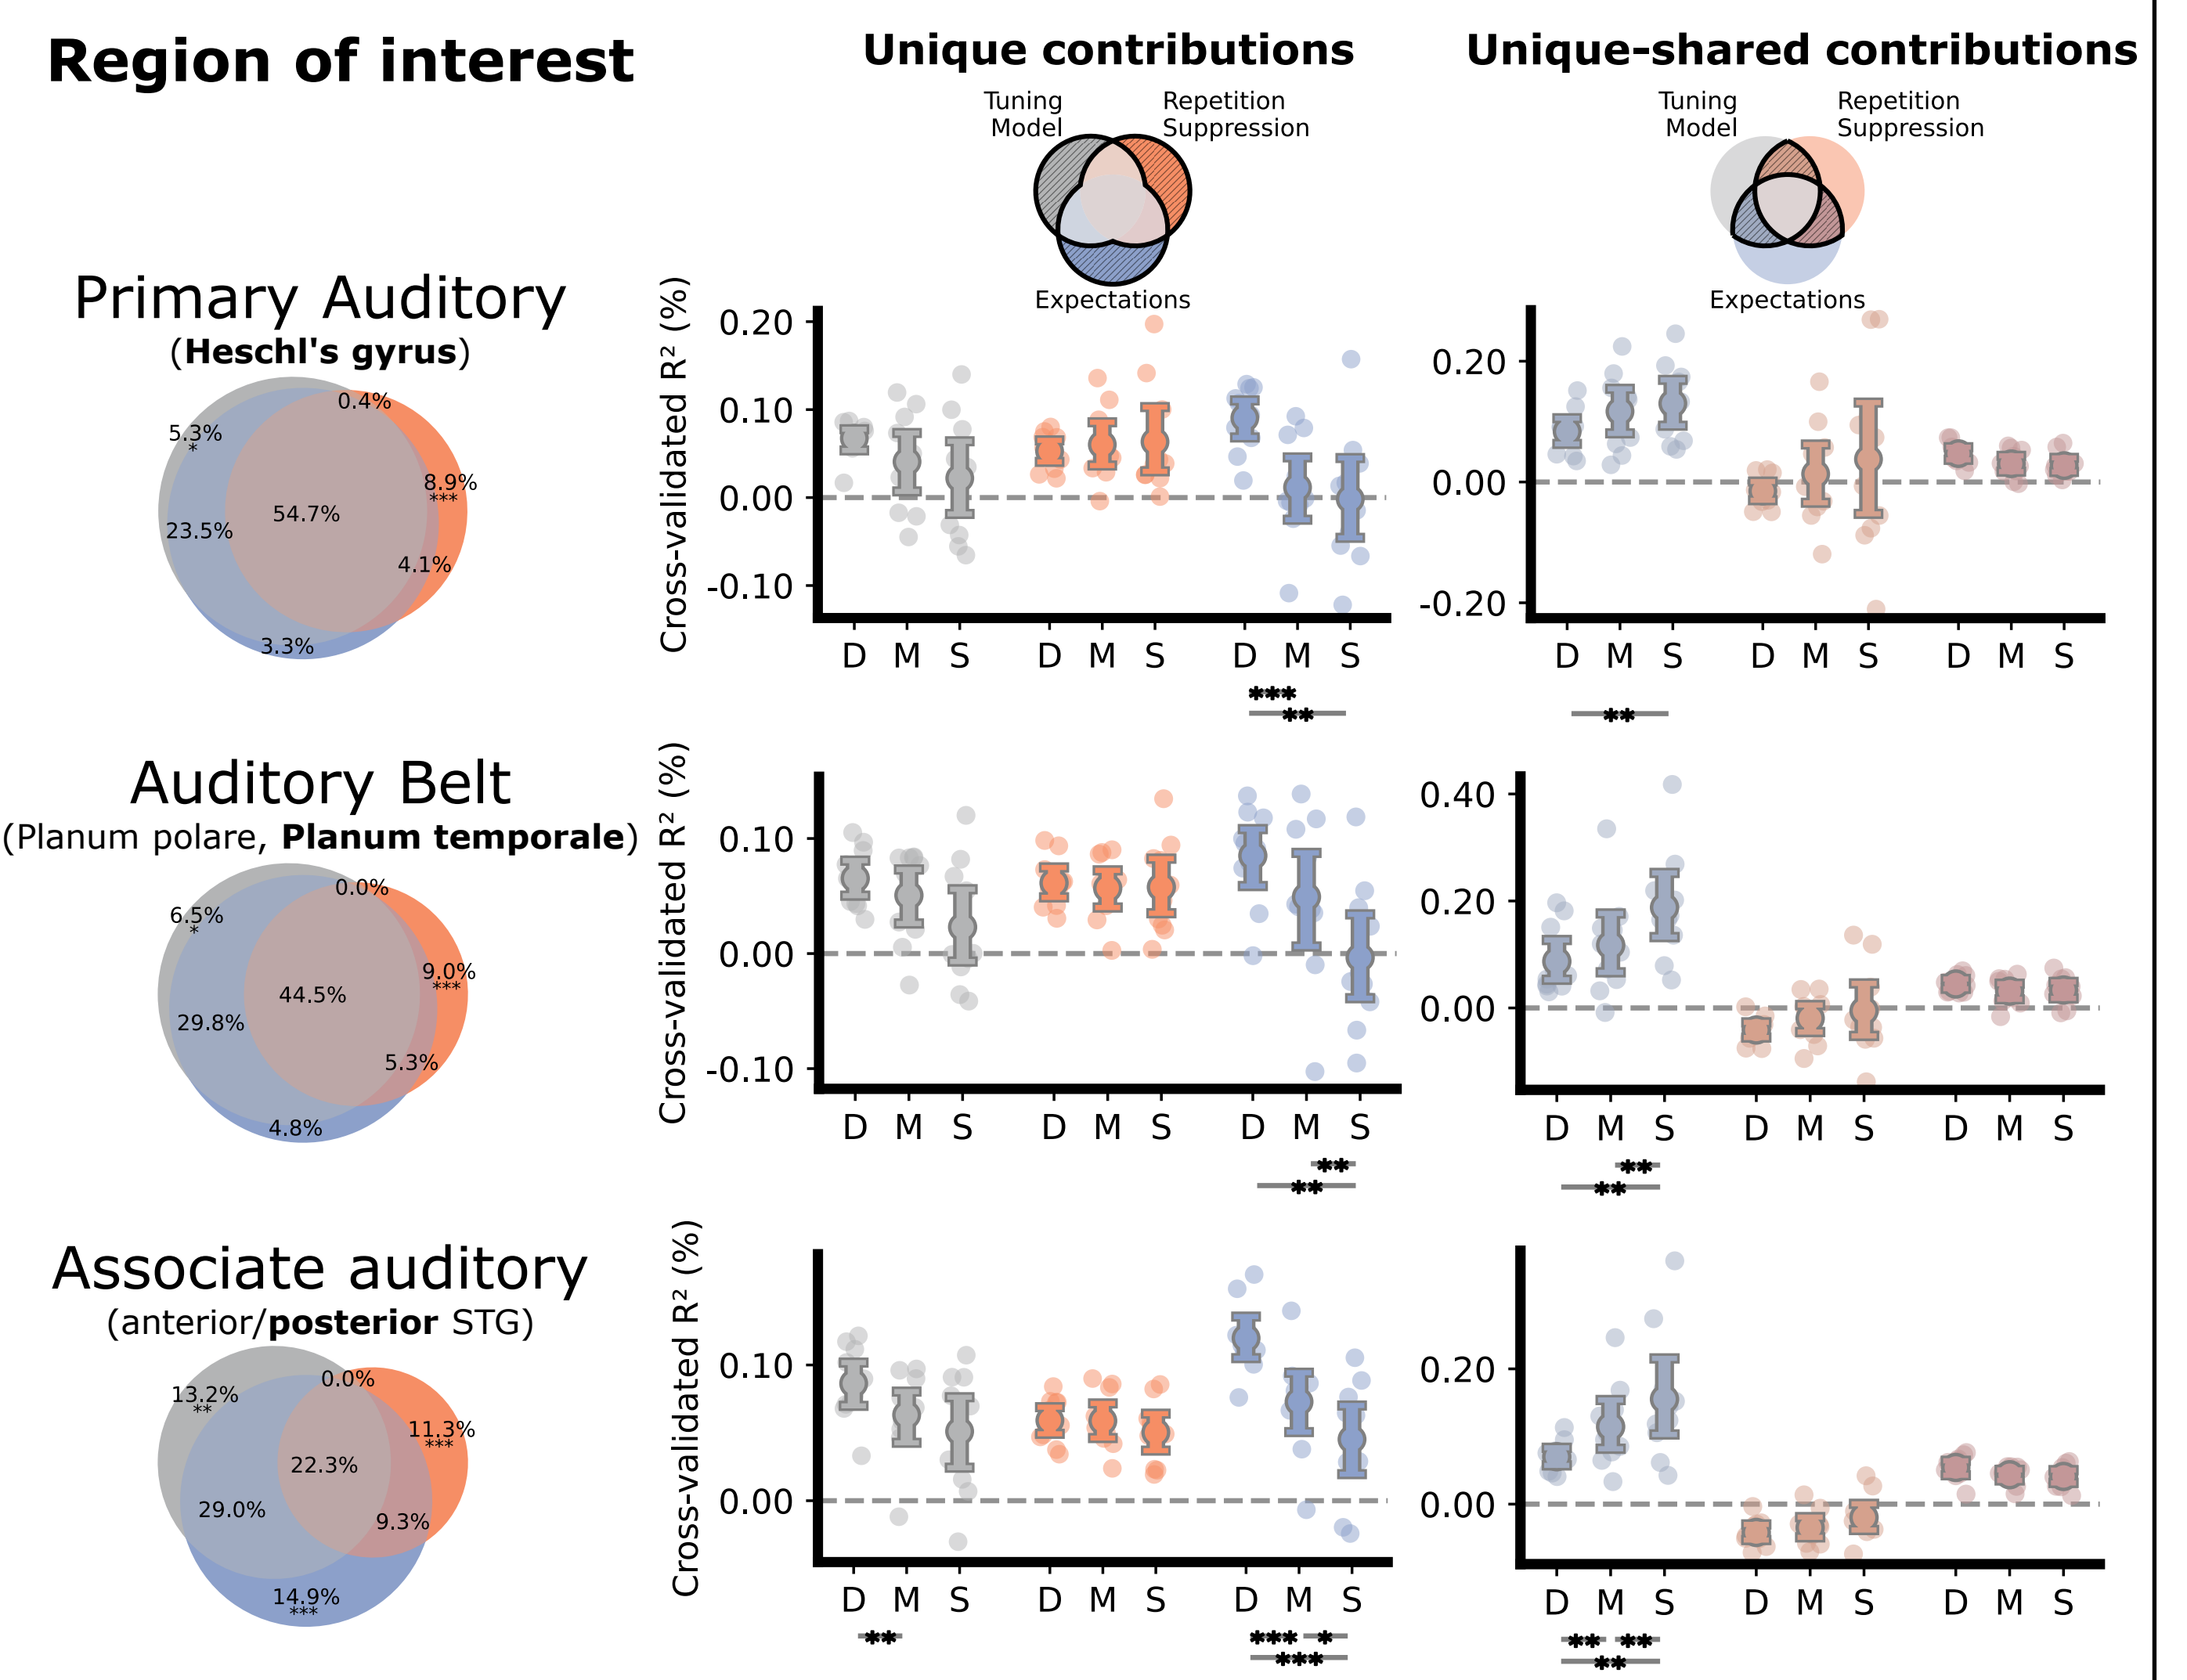 Region of interest
Unique contributions
Unique-shared contributions
Tuning
Model
Repetition
Suppression
Expectations
Tuning
Model
Repetition
Suppression
Expectations
Primary Auditory
(Heschl's gyrus)
0.4%
5.3%
*
8.9%
***
54.7%
23.5%
4.1%
3.3%
Cross-validated R² (%)
0.20
0.10
0.00
-0.10
D M S D M S D M S
***
**
0.20
0.00
-0.20
D M S D M S D M S
**
Auditory Belt
(Planum polare, Planum temporale)
0.0%
6.5%
*
9.0%
***
44.5%
29.8%
5.3%
4.8%
Cross-validated R² (%)
0.10
0.00
-0.10
D M S D M S D M S
**
**
0.40
0.20
0.00
D M S D M S D M S
**
**
Associate auditory
(anterior/posterior STG)
0.0%
13.2%
**
11.3%
***
22.3%
29.0%
9.3%
14.9%
***
Cross-validated R² (%)
0.10
0.00
D M S D M S D M S
** *** *
***
0.20
0.00
D M S D M S D M S
** **
**